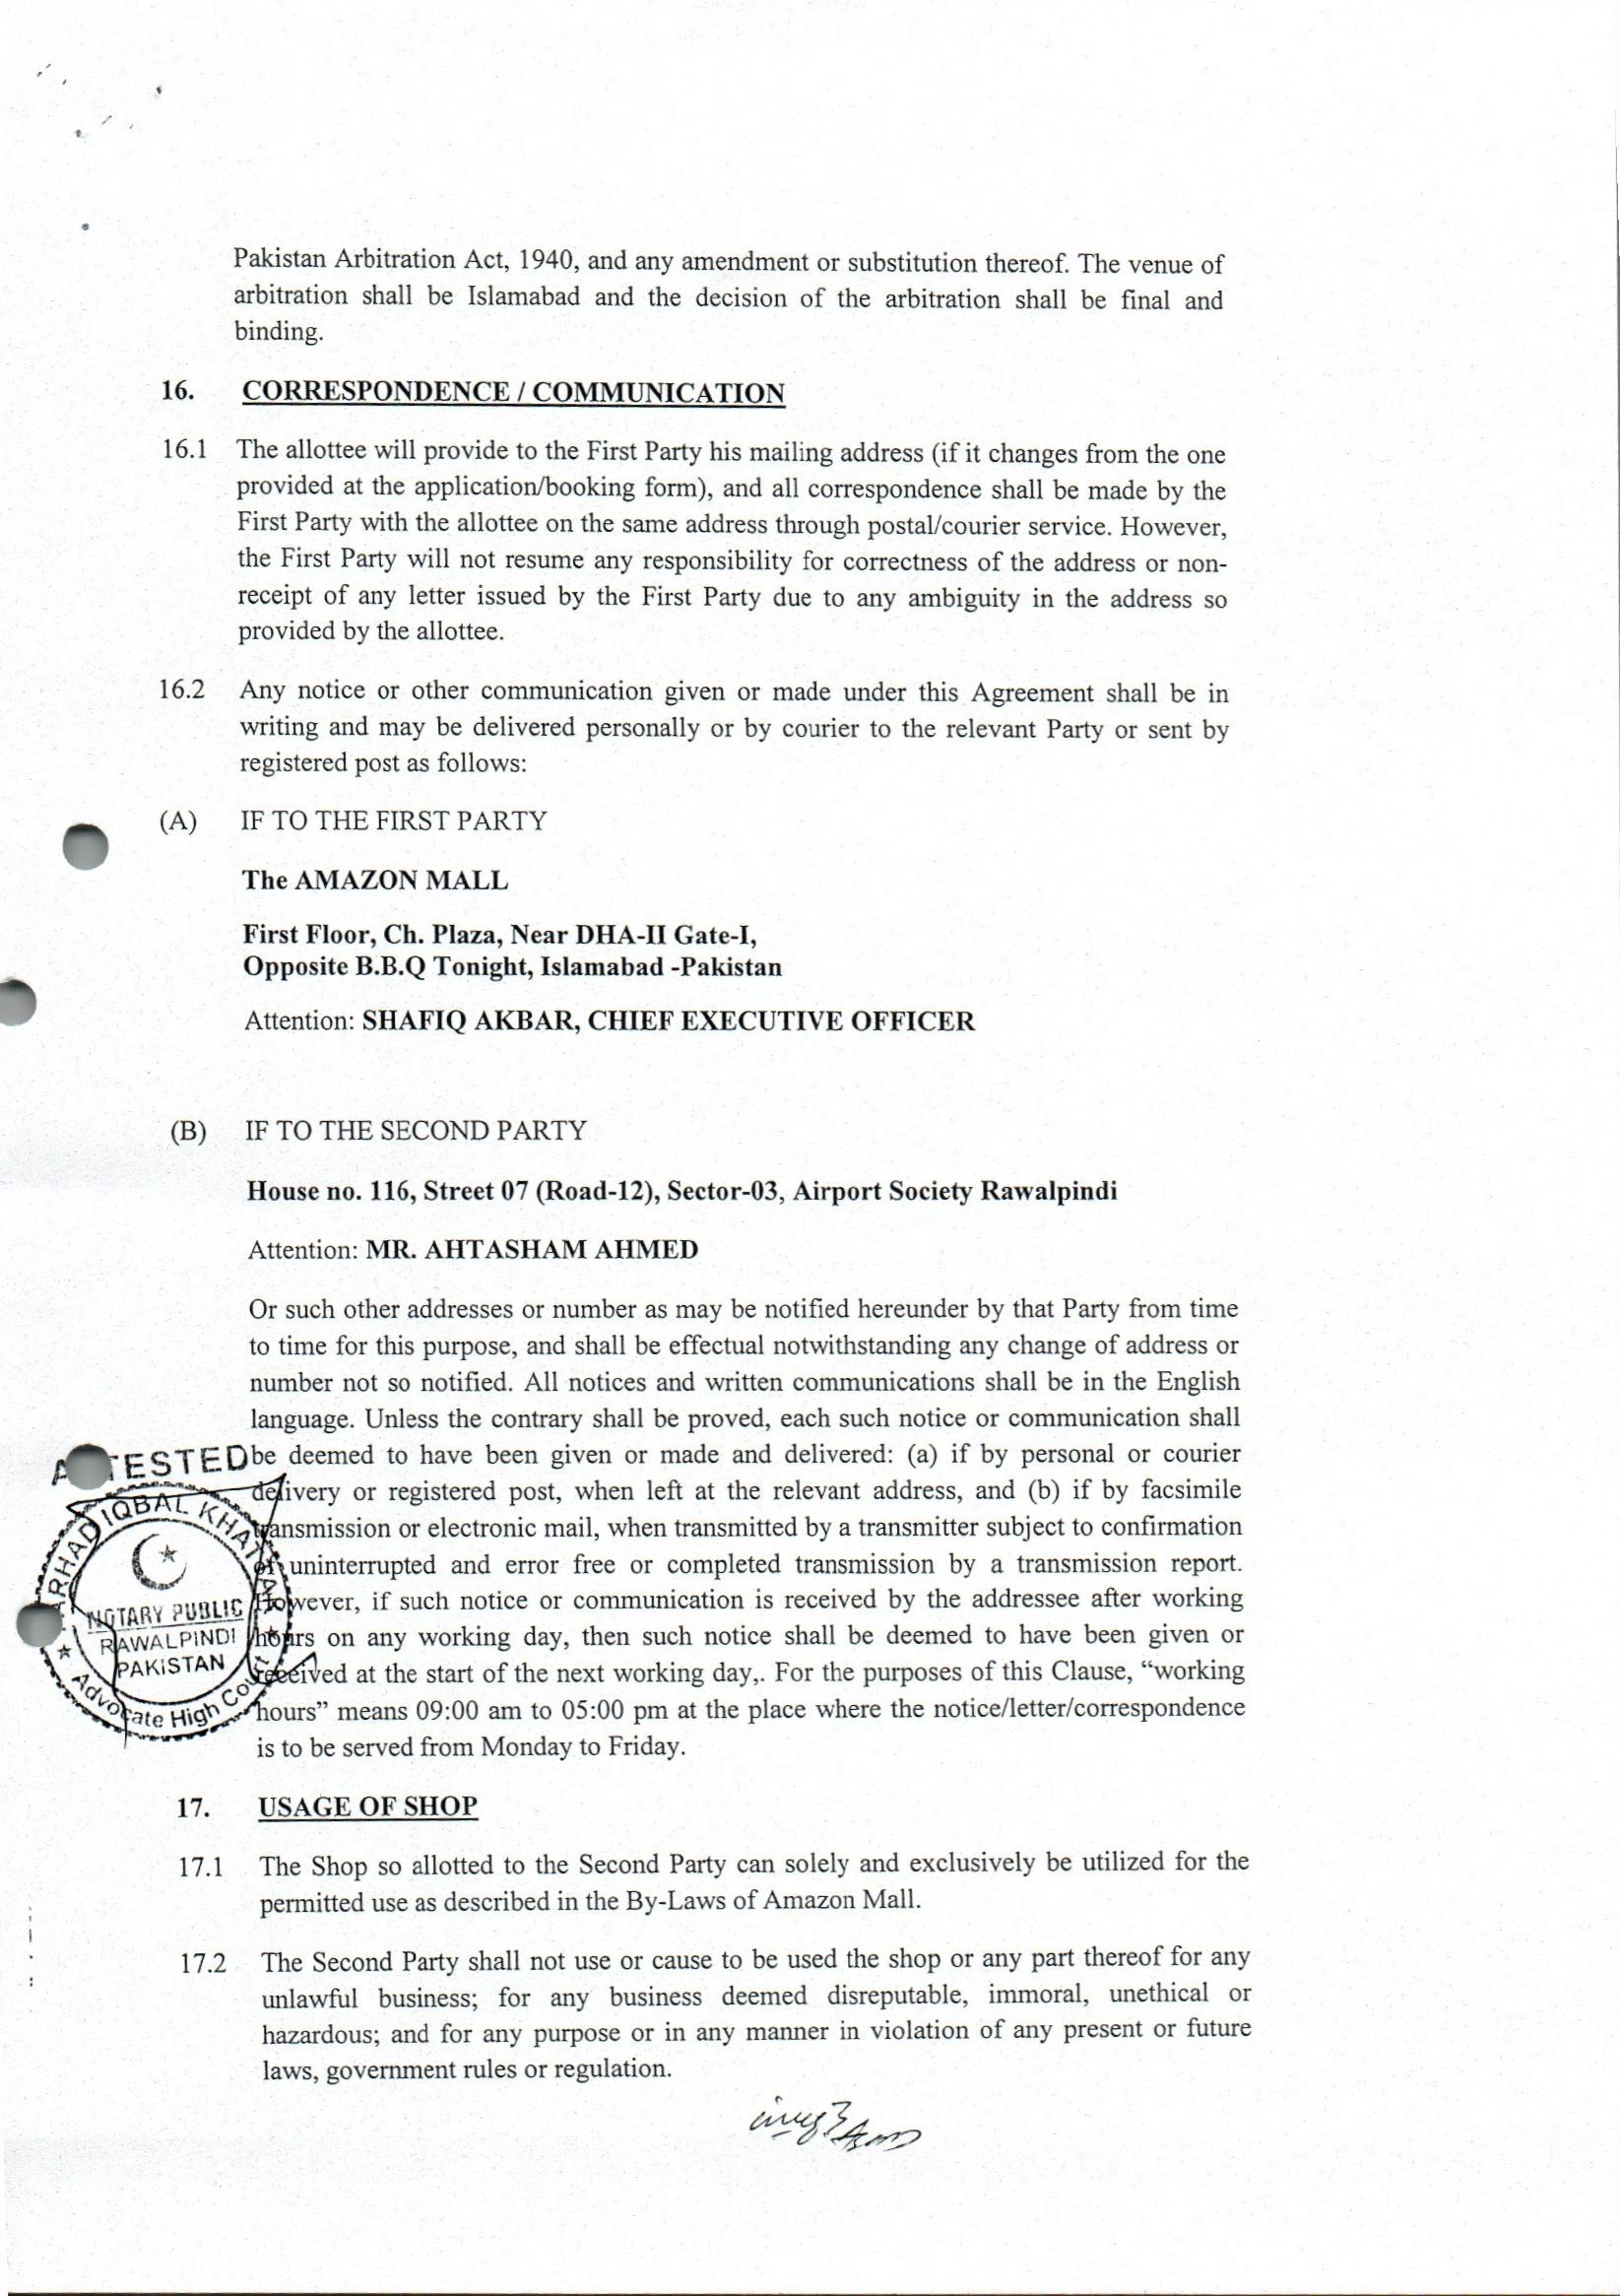 Pakistan Arbitration Act, 1940, and any amendment or substitution thereof. The venue of
arbitration shall be Islamabad and the decision of the arbitration shall be final and
binding.
16. CORRESPONDENCE / COMMUNICATION
16.1 The allottee will provide to the First Party his mailing address (if it changes from the one
provided at the application/booking form), and all correspondence shall be made by the
First Party with the allottee on the same address through postal/courier service. However,
the First Party will not resume any responsibility for correctness of the address or non-
receipt of any letter issued by the First Party due to any ambiguity in the address so
provided by the allottee.
16.2 Any notice or other communication given or made under this Agreement shall be in
writing and may be delivered personally or by courier to the relevant Party or sent by
registered post as follows:
(A) IF TO THE FIRST PARTY
The AMAZON MALL
First Floor, Ch. Plaza, Near DHA-II Gate-I,
Opposite B.B.Q Tonight, Islamabad -Pakistan
Attention: SHAFIQ AKBAR, CHIEF EXECUTIVE OFFICER
(B) IF TO THE SECOND PARTY
House no. 116, Street 07 (Road-12), Sector-03, Airport Society Rawalpindi
Attention: MR. AHTASHAM AHMED
Or such other addresses or number as may be notified hereunder by that Party from time
to time for this purpose, and shall be effectual notwithstanding any change of address or
number not so notified. All notices and written communications shall be in the English
language. Unless the contrary shall be proved, each such notice or communication shall
be deemed to have been given or made and delivered: (a) if by personal or courier
delivery or registered post, when left at the relevant address, and (b) if by facsimile
transmission or electronic mail, when transmitted by a transmitter subject to confirmation
of uninterrupted and error free or completed transmission by a transmission report.
However, if such notice or communication is received by the addressee after working
hours on any working day, then such notice shall be deemed to have been given or
received at the start of the next working day,. For the purposes of this Clause, “working
hours” means 09:00 am to 05:00 pm at the place where the notice/letter/correspondence
is to be served from Monday to Friday.
ATTESTED
IQBAL
NOTARY PUBLIC
RAWALPINDI
PAKISTAN
Advocate High Court
17. USAGE OF SHOP
17.1 The Shop so allotted to the Second Party can solely and exclusively be utilized for the
permitted use as described in the By-Laws of Amazon Mall.
17.2 The Second Party shall not use or cause to be used the shop or any part thereof for any
unlawful business; for any business deemed disreputable, immoral, unethical or
hazardous; and for any purpose or in any manner in violation of any present or future
laws, government rules or regulation.